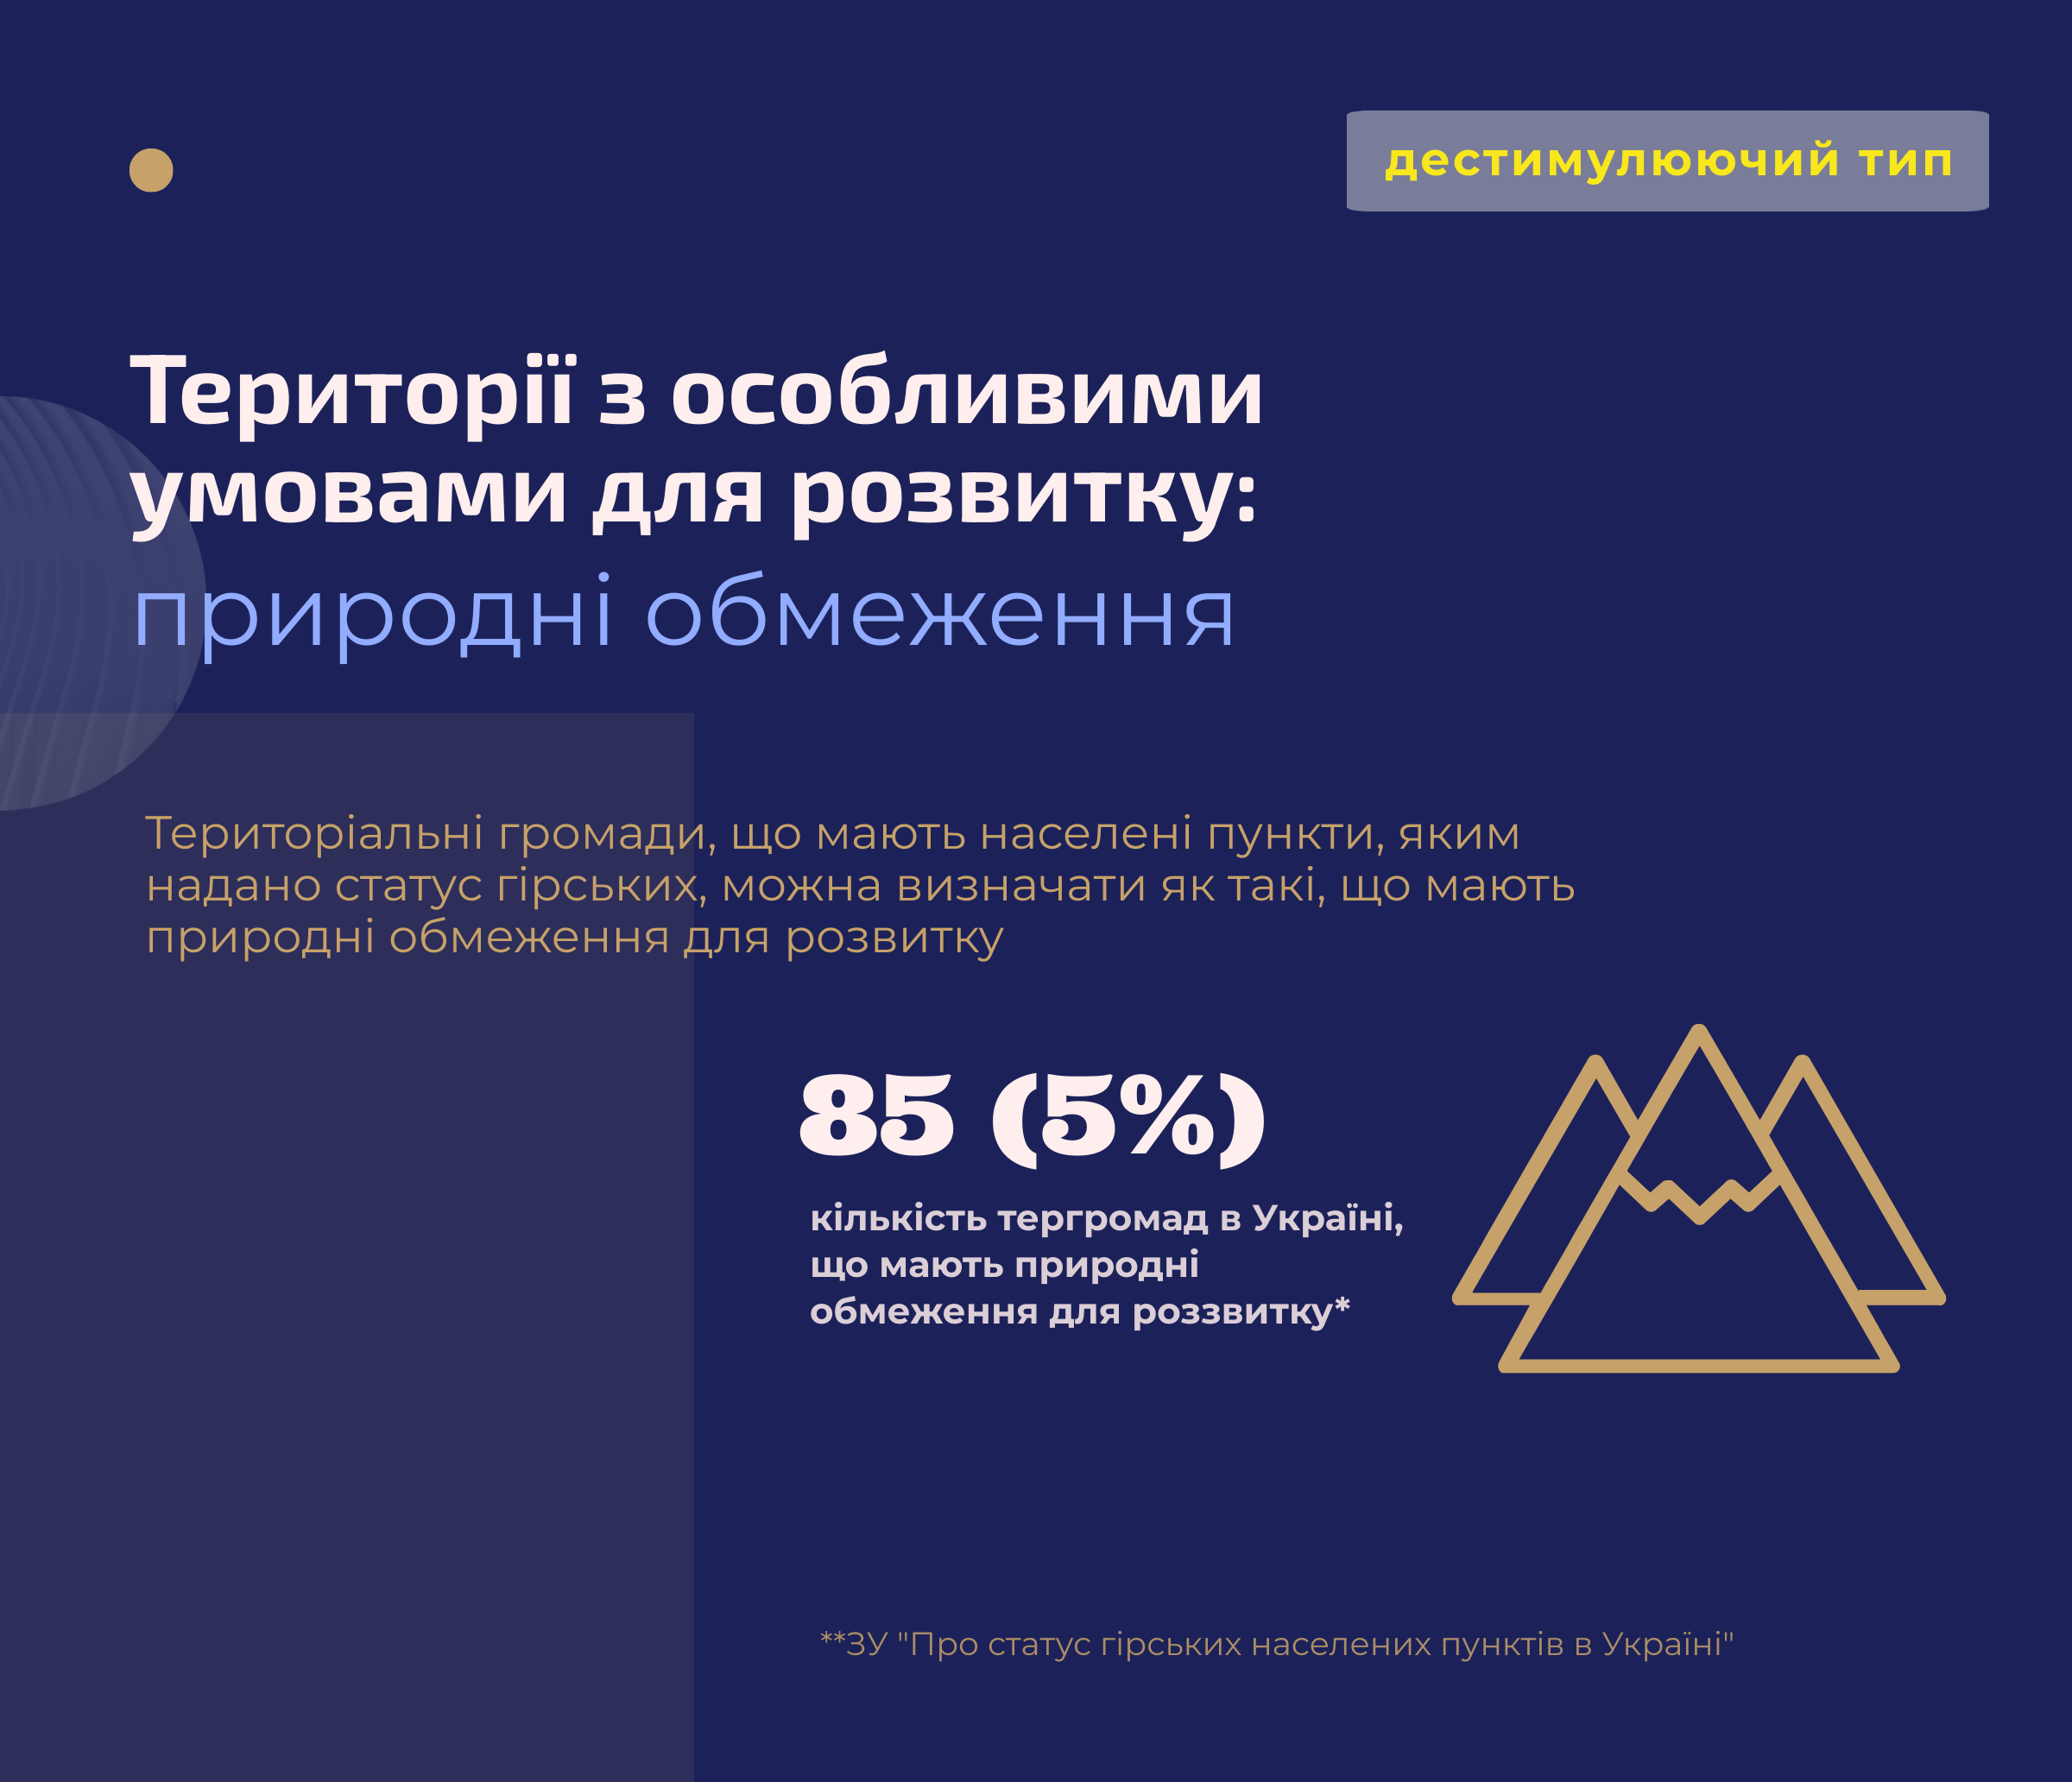 дестимулюючий тип
Території з особливими
умовами для розвитку:
природні обмеження
Територіальні громади, що мають населені пункти, яким
надано статус гірських, можна визначати як такі, що мають
природні обмеження для розвитку
85 (5%)
кількість тергромад в Україні,
що мають природні
обмеження для роззвитку*
**ЗУ "Про статус гірських населених пунктів в Україні"